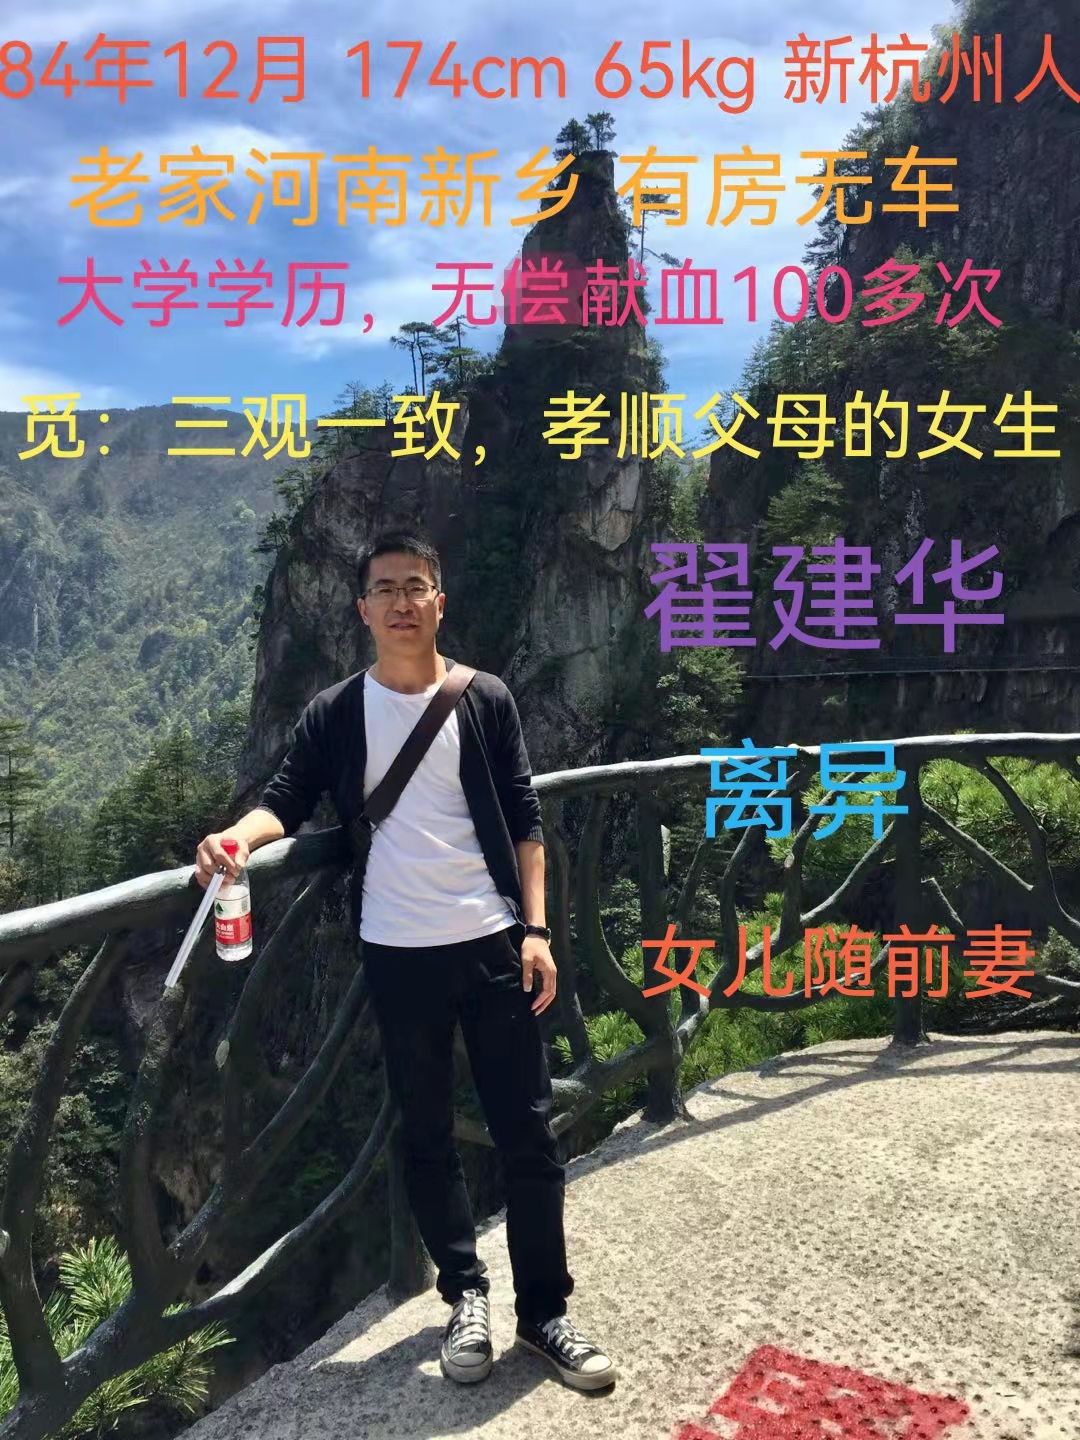 84年12月 174cm 65kg 新杭州人
老家河南新乡 有房无车
大学学历，无偿献血100多次
觅：三观一致，孝顺父母的女生
翟建华
离异
女儿随前妻